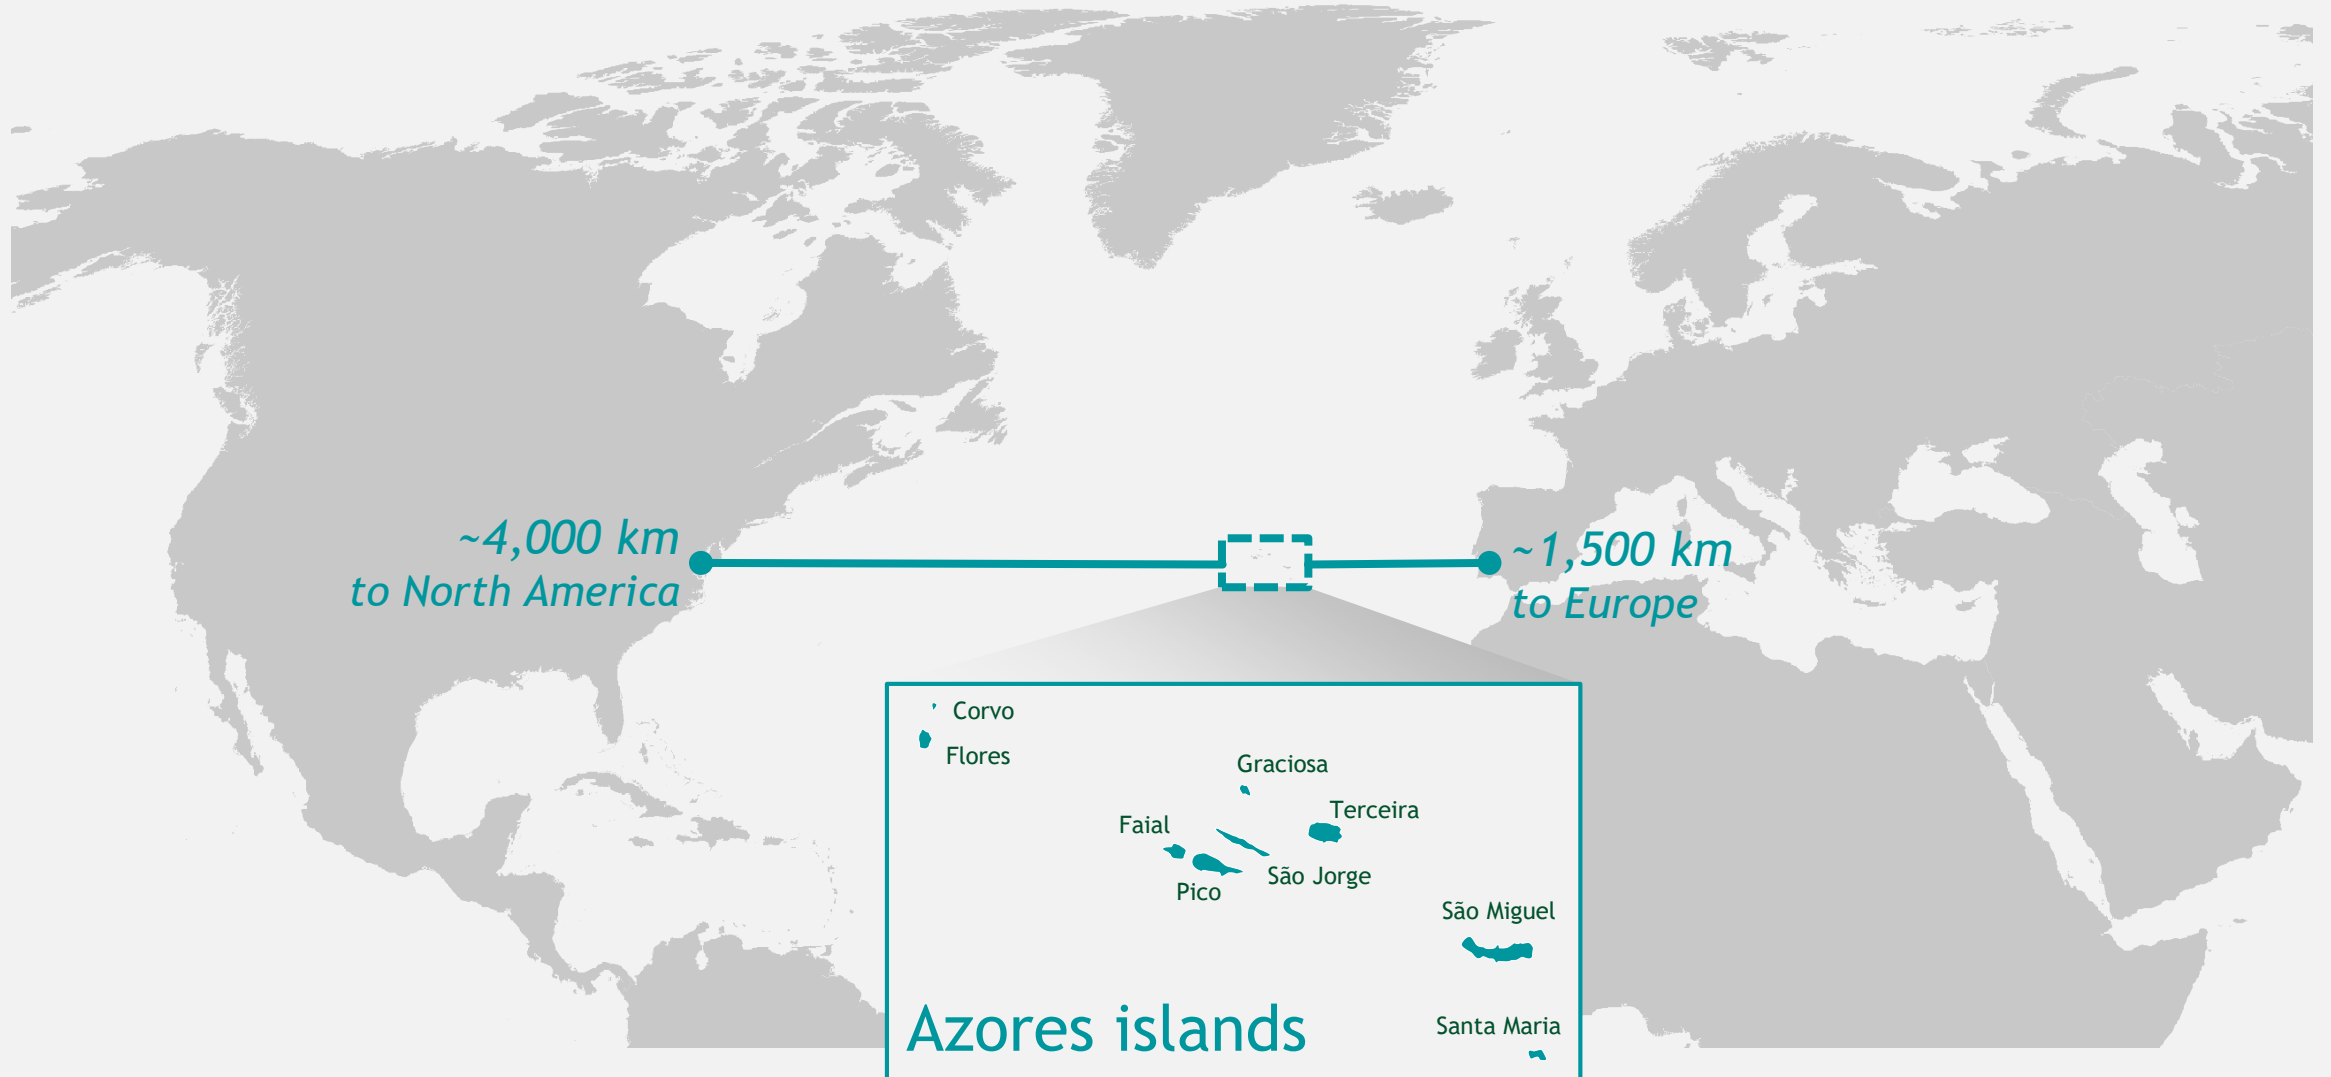 ~4,000 km
to North America
~1,500 km
to Europe
Corvo
Flores
Graciosa
Terceira
Faial
São Jorge
Pico
São Miguel
Azores islands
Santa Maria